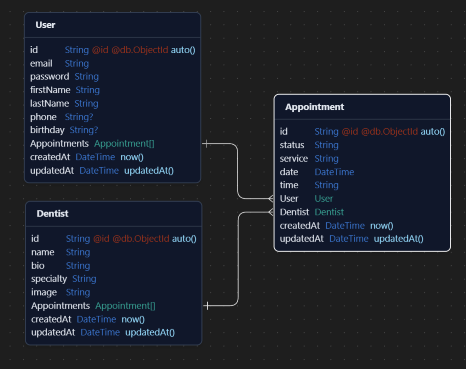 User
id String @id @db.ObjectId auto()
email String
password String
firstName String
lastName String
phone String?
birthday String?
Appointments Appointment[]
createdAt DateTime now()
updatedAt DateTime updatedAt()
Appointment
id String @id @db.ObjectId auto()
status String
service String
date DateTime
time String
User User
Dentist Dentist
createdAt DateTime now()
updatedAt DateTime updatedAt()
Dentist
id String @id @db.ObjectId auto()
name String
bio String
specialty String
image String
Appointments Appointment[]
createdAt DateTime now()
updatedAt DateTime updatedAt()